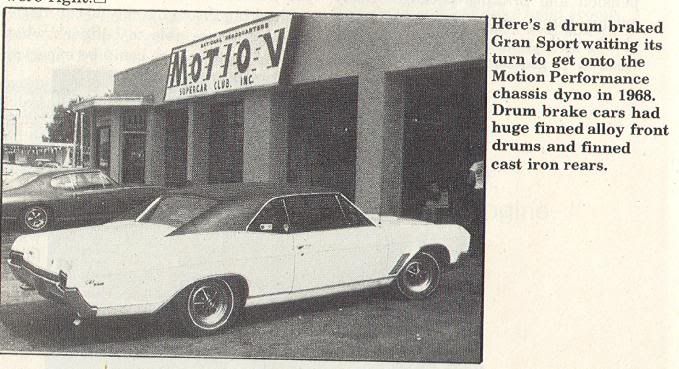 were right.□
Here's a drum braked
Gran Sport waiting its
turn to get onto the
Motion Performance
chassis dyno in 1968.
Drum brake cars had
huge finned alloy front
drums and finned
cast iron rears.
NATIONAL HEADQUARTERS
MOTION
SUPERCAR CLUB, INC.